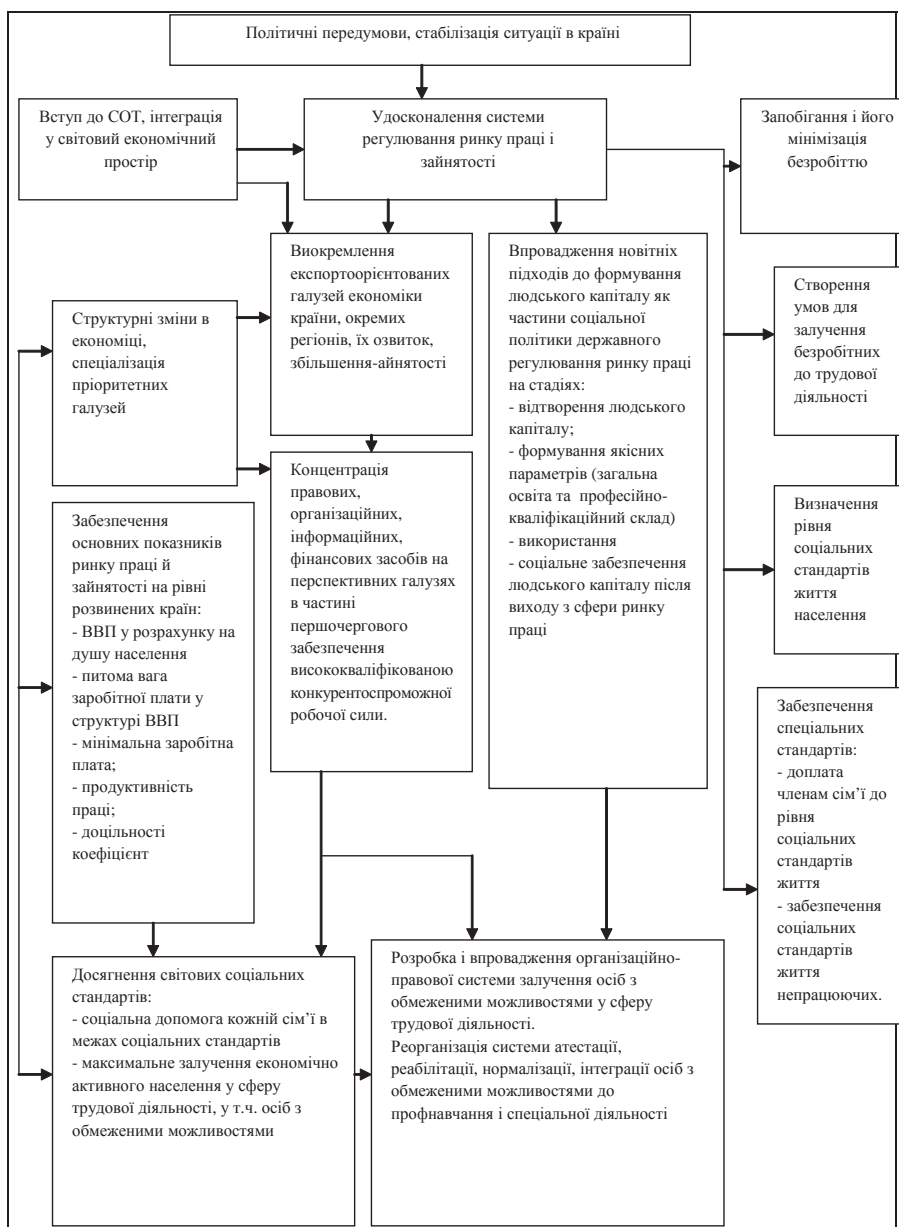 Політичні передумови, стабілізація ситуації в країні
Вступ до СОТ, інтеграція
у світовий економічний
простір
Удосконалення системи
регулювання ринку праці і
зайнятості
Запобігання і його
мінімізація
безробіттю
Виокремлення
експортоорієнтованих
галузей економіки
країни, окремих
регіонів, їх озвиток,
збільшення-айнятості
Впровадження новітніх
підходів до формування
людського капіталу як
частини соціальної
політики державного
регулювання ринку праці
на стадіях:
- відтворення людського
капіталу;
- формування якісних
параметрів (загальна
освіта та професійно-
кваліфікаційний склад)
- використання
- соціальне забезпечення
людського капіталу після
виходу з сфери ринку
праці
Створення
умов для
залучення
безробітних
до трудової
діяльності
Структурні зміни в
економіці,
спеціалізація
пріоритетних
галузей
Концентрація
правових,
організаційних,
інформаційних,
фінансових засобів на
перспективних галузях
в частині
першочергового
забезпечення
висококваліфікованою
конкурентоспроможної
робочої сили.
Визначення
рівня
соціальних
стандартів
життя
населення
Забезпечення
основних показників
ринку праці й
зайнятості на рівні
розвинених країн:
- ВВП у розрахунку на
душу населення
- питома вага
заробітної плати у
структурі ВВП
- мінімальна заробітна
плата;
- продуктивність
праці;
- доцільності
коефіцієнт
Забезпечення
спеціальних
стандартів:
- доплата
членам сім’ї до
рівня
соціальних
стандартів
життя
- забезпечення
соціальних
стандартів
життя
непрацюючих.
Досягнення світових соціальних
стандартів:
- соціальна допомога кожній сім’ї в
межах соціальних стандартів
- максимальне залучення економічно
активного населення у сферу
трудової діяльності, у т.ч. осіб з
обмеженими можливостями
Розробка і впровадження організаційно-
правової системи залучення осіб з
обмеженими можливостями у сферу
трудової діяльності.
Реорганізація системи атестації,
реабілітації, нормалізації, інтеграції осіб з
обмеженими можливостями до
профнавчання і спеціальної діяльності